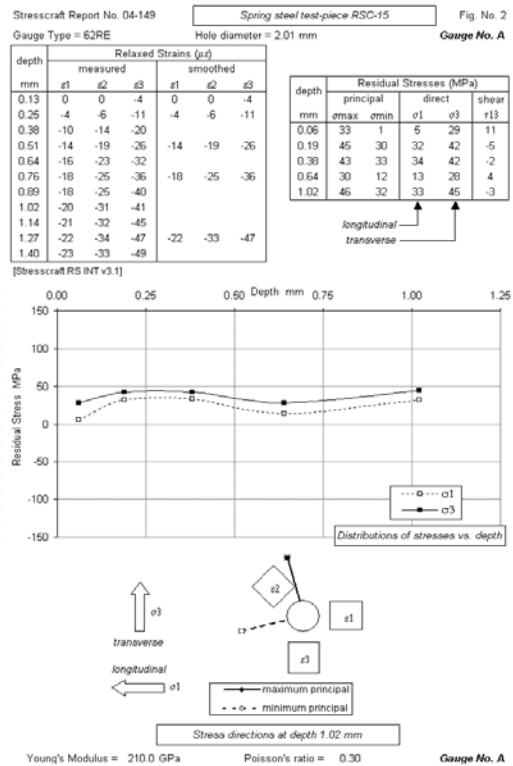 Stresscraft Report No. 04-149 Spring steel test-piece RSC-15 Fig. No. 2
Gauge Type = 62RE Hole diameter = 2.01 mm Gauge No. A
depth Relaxed Strains (με)
measured smoothed
mm ε1 ε2 ε3 ε1 ε2 ε3
0.13 0 0 -4 0 0 -4
0.25 -4 -6 -11 -4 -6 -11
0.38 -10 -14 -20
0.51 -14 -19 -26 -14 -19 -26
0.64 -16 -23 -32
0.76 -18 -25 -36 -18 -25 -36
0.89 -18 -25 -40
1.02 -20 -31 -41
1.14 -21 -32 -45
1.27 -22 -34 -47 -22 -33 -47
1.40 -23 -33 -49
[Stresscraft RS INT v3.1]
depth Residual Stresses (MPa)
principal direct shear
mm σmax σmin σ1 σ3 τ13
0.06 33 1 5 29 11
0.19 45 30 32 42 -5
0.38 43 33 34 42 -2
0.64 30 12 13 28 4
1.02 46 32 33 45 -3
longitudinal
transverse
0.00 0.25 0.50 Depth mm 0.75 1.00 1.25
150
100
50
0
-50
-100
-150
Residual Stress MPa
σ1
σ3
Distributions of stresses vs. depth
ε2
ε1
ε3
σ3
transverse
longitudinal
σ1
maximum principal
minimum principal
Stress directions at depth 1.02 mm
Young's Modulus = 210.0 GPa Poisson's ratio = 0.30 Gauge No. A